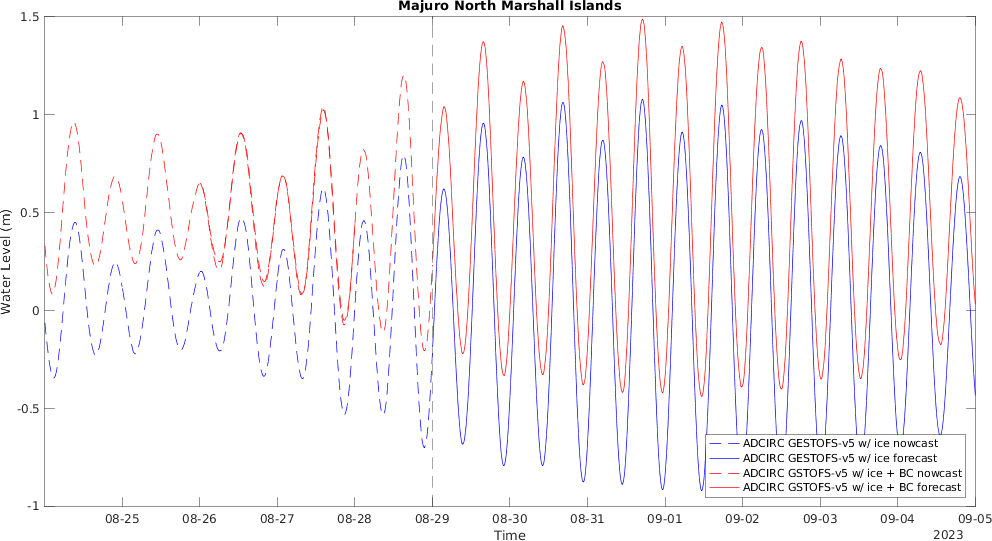 Majuro North Marshall Islands
Water Level (m)
1.5
1
0.5
0
-0.5
-1
ADCIRC GESTOFS-v5 w/ ice nowcast
ADCIRC GESTOFS-v5 w/ ice forecast
ADCIRC GSTOFS-v5 w/ ice + BC nowcast
ADCIRC GSTOFS-v5 w/ ice + BC forecast
08-25 08-26 08-27 08-28 08-29 08-30 08-31 09-01 09-02 09-03 09-04 09-05
Time
2023